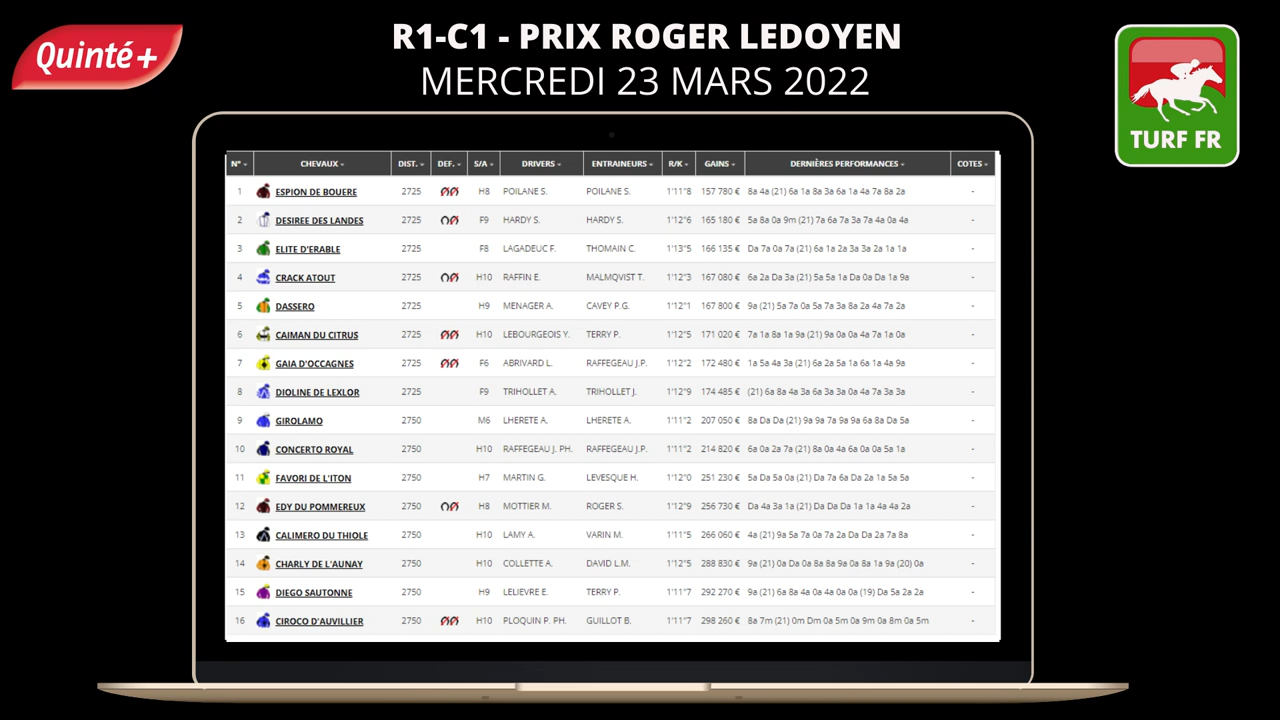 R1-C1 - PRIX ROGER LEDOYEN
MERCREDI 23 MARS 2022
Quinté+
TURF FR
N° CHEVAUX DIST. DEF. S/A DRIVERS ENTRAINEURS R/K GAINS DERNIÈRES PERFORMANCES COTES
1 ESPION DE BOUERE 2725 H8 POILANE S. POILANE S. 1'11"8 157 780 € 8a 4a (21) 6a 1a 8a 3a 6a 1a 4a 7a 8a 2a -
2 DESIREE DES LANDES 2725 F9 HARDY S. HARDY S. 1'12"6 165 180 € 5a 8a 0a 9m (21) 7a 6a 7a 3a 7a 4a 0a 4a -
3 ELITE D'ERABLE 2725 F8 LAGADEUC F. THOMAIN C. 1'13"5 166 135 € Da 7a 0a 7a (21) 6a 1a 2a 3a 3a 2a 1a 1a -
4 CRACK ATOUT 2725 H10 RAFFIN E. MALMQVIST T. 1'12"3 167 080 € 6a 2a Da 3a (21) 5a 5a 1a Da 0a Da 1a 9a -
5 DASSERO 2725 H9 MENAGER A. CAVEY P.G. 1'12"1 167 800 € 9a (21) 5a 7a 0a 5a 7a 3a 8a 2a 4a 7a 2a -
6 CAIMAN DU CITRUS 2725 H10 LEBOURGEOIS Y. TERRY P. 1'12"5 171 020 € 7a 1a 8a 1a 9a (21) 9a 0a 0a 4a 7a 1a 0a -
7 GAIA D'OCCAGNES 2725 F6 ABRIVARD L. RAFFEGEAU J.P. 1'12"2 172 480 € 1a 5a 4a 3a (21) 6a 2a 5a 1a 6a 1a 4a 9a -
8 DIOLINE DE LEXLOR 2725 F9 TRIHOLLET A. TRIHOLLET J. 1'12"9 174 485 € (21) 6a 8a 4a 3a 6a 3a 3a 0a 4a 7a 3a 3a -
9 GIROLAMO 2750 M6 LHERETE A. LHERETE A. 1'11"2 207 050 € 8a Da Da (21) 9a 9a 7a 9a 9a 6a 8a Da 5a -
10 CONCERTO ROYAL 2750 H10 RAFFEGEAU J. PH. RAFFEGEAU J.P. 1'11"2 214 820 € 6a 0a 2a 7a (21) 8a 0a 4a 6a 0a 0a 5a 1a -
11 FAVORI DE L'ITON 2750 H7 MARTIN G. LEVESQUE H. 1'12"0 251 230 € 5a Da 5a 0a (21) Da 7a 6a Da 2a 1a 5a 5a -
12 EDY DU POMMEREUX 2750 H8 MOTTIER M. ROGER S. 1'12"9 256 730 € Da 4a 3a 1a (21) Da Da Da 1a 1a 4a 4a 2a -
13 CALIMERO DU THIOLE 2750 H10 LAMY A. VARIN M. 1'11"5 266 060 € 4a (21) 9a 5a 7a 0a 7a 2a Da Da 2a 7a 8a -
14 CHARLY DE L'AUNAY 2750 H10 COLLETTE A. DAVID L.M. 1'12"5 288 830 € 9a (21) 0a Da 0a 8a 8a 9a 0a 8a 1a 9a (20) 0a -
15 DIEGO SAUTONNE 2750 H9 LELIEVRE E. TERRY P. 1'11"7 292 270 € 9a (21) 6a 8a 4a 0a 4a 0a 0a (19) Da 5a 2a 2a -
16 CIROCO D'AUVILLIER 2750 H10 PLOQUIN P. PH. GUILLOT B. 1'11"7 298 260 € 8a 7m (21) 0m Dm 0a 5m 0a 9m 0a 8m 0a 5m -